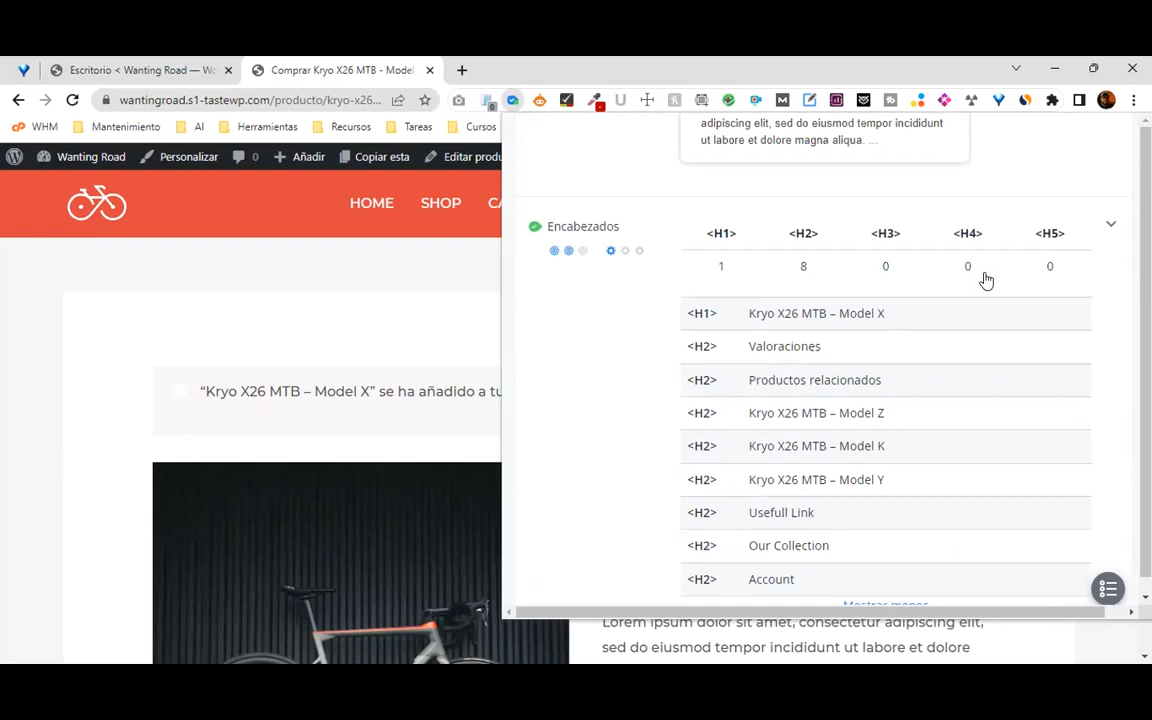 Escritorio < Wanting Road — Wo
Comprar Kryo X26 MTB - Model
wantingroad.s1-tastewp.com/producto/kryo-x26...
WHM
Mantenimiento
AI
Herramientas
Recursos
Tareas
Cursos
Wanting Road
Personalizar
0
Añadir
Copiar esta
Editar produ
HOME
SHOP
CA
“Kryo X26 MTB – Model X” se ha añadido a tu
adipiscing elit, sed do eiusmod tempor incididunt
ut labore et dolore magna aliqua. ...
Encabezados
<H1> <H2> <H3> <H4> <H5>
1 8 0 0 0
<H1> Kryo X26 MTB – Model X
<H2> Valoraciones
<H2> Productos relacionados
<H2> Kryo X26 MTB – Model Z
<H2> Kryo X26 MTB – Model K
<H2> Kryo X26 MTB – Model Y
<H2> Usefull Link
<H2> Our Collection
<H2> Account
Mostrar menos
Lorem ipsum dolor sit amet, consectetur adipiscing elit,
sed do eiusmod tempor incididunt ut labore et dolore